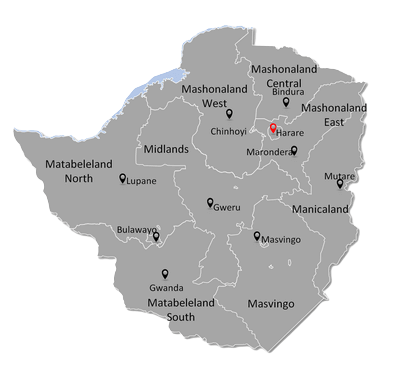 Mashonaland
Central
Bindura
Mashonaland
West
Mashonaland
East
Chinhoyi
Harare
Marondera
Midlands
Matabeleland
North
Lupane
Mutare
Gweru
Manicaland
Bulawayo
Masvingo
Gwanda
Matabeleland
South
Masvingo